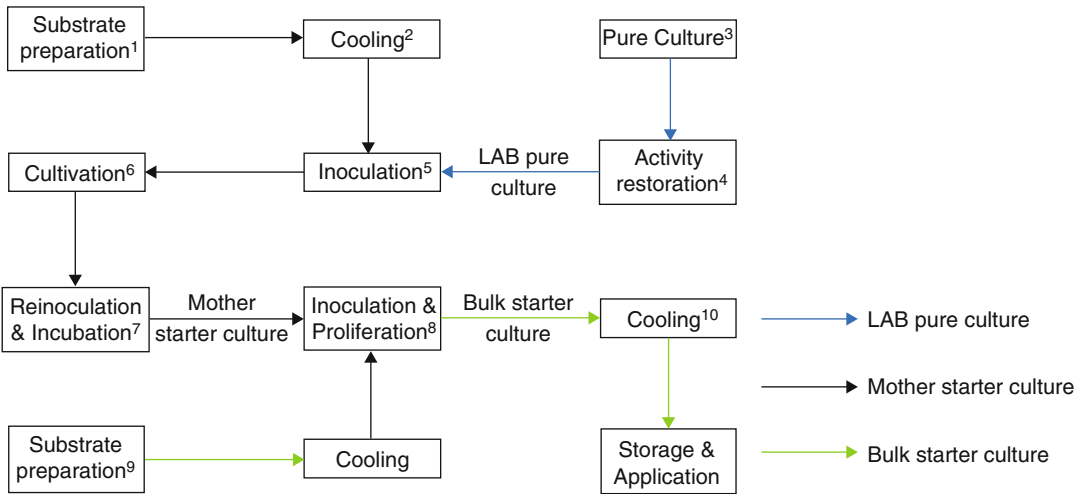 Substrate
preparation¹
Cooling²
Pure Culture³
Cultivation⁶
Inoculation⁵
LAB pure
culture
Activity
restoration⁴
Reinoculation
& Incubation⁷
Mother
starter culture
Inoculation &
Proliferation⁸
Bulk starter
culture
Cooling¹⁰
LAB pure culture
Mother starter culture
Bulk starter culture
Substrate
preparation⁹
Cooling
Storage &
Application